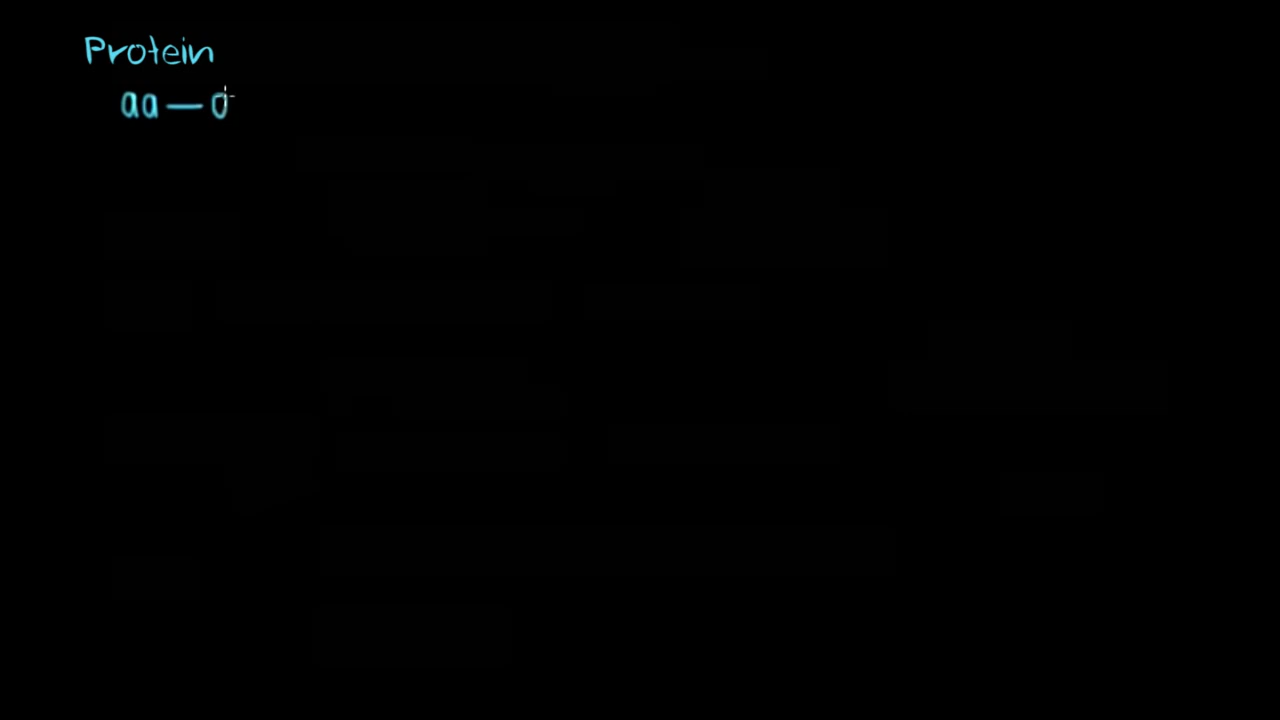 Protein
aa —